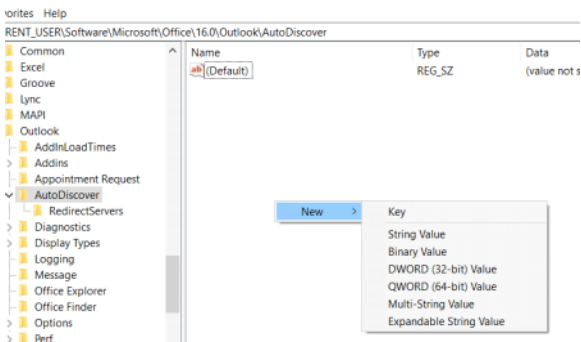 vorites Help
RENT_USER\Software\Microsoft\Office\16.0\Outlook\AutoDiscover
Common
Excel
Groove
Lync
MAPI
Outlook
AddInLoadTimes
Addins
Appointment Request
AutoDiscover
RedirectServers
Diagnostics
Display Types
Logging
Message
Office Explorer
Office Finder
Options
Perf
Name Type Data
ab (Default) REG_SZ (value not s
New
Key
String Value
Binary Value
DWORD (32-bit) Value
QWORD (64-bit) Value
Multi-String Value
Expandable String Value